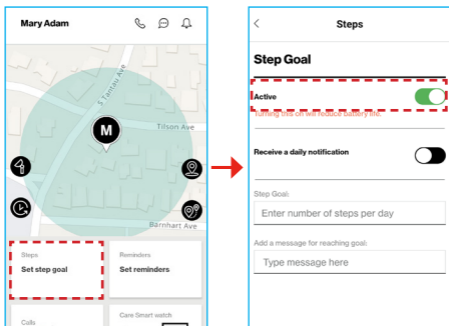 Mary Adam
S Tantau Ave
Tilson Ave
M
Barnhart Ave
Steps
Set step goal
Reminders
Set reminders
Calls
Care Smart watch
Steps
Step Goal
Active
Turning this on will reduce battery life.
Receive a daily notification
Step Goal:
Enter number of steps per day
Add a message for reaching goal:
Type message here